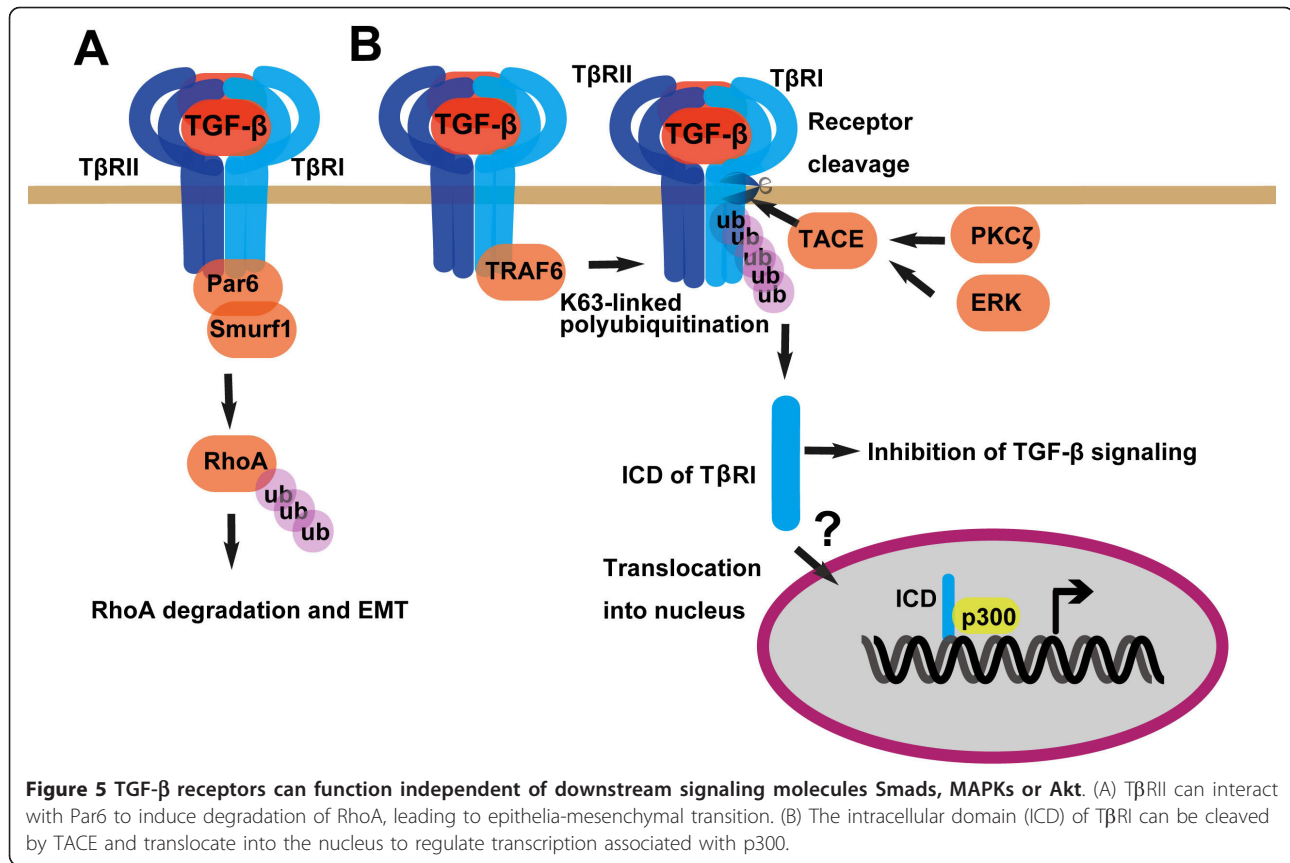 A
TGF-β
TβRII
TβRI
Par6
Smurf1
RhoA
ub
ub
ub
RhoA degradation and EMT
B
TGF-β
TRAF6
K63-linked
polyubiquitination
TβRII
TβRI
TGF-β
Receptor
cleavage
ub
ub
ub
ub
ub
TACE
PKCζ
ERK
ICD of TβRI
Inhibition of TGF-β signaling
?
Translocation
into nucleus
ICD
p300
Figure 5 TGF-β receptors can function independent of downstream signaling molecules Smads, MAPKs or Akt. (A) TβRII can interact
with Par6 to induce degradation of RhoA, leading to epithelia-mesenchymal transition. (B) The intracellular domain (ICD) of TβRI can be cleaved
by TACE and translocate into the nucleus to regulate transcription associated with p300.